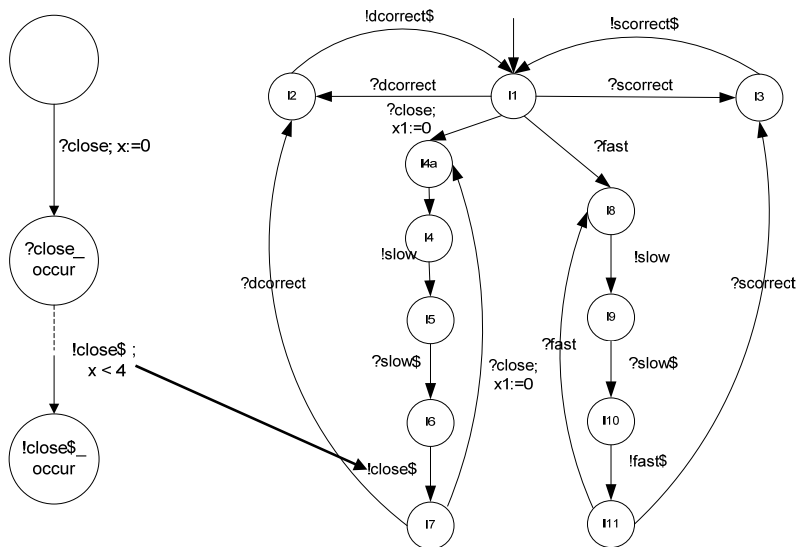 !dcorrect$
!scorrect$
l2
?dcorrect
l1
?scorrect
l3
?close;
x1:=0
?fast
?close; x:=0
l4a
l8
?close_
occur
l4
!slow
!slow
?dcorrect
?scorrect
l5
l9
!close$ ;
x < 4
?slow$
?close;
x1:=0
?fast
?slow$
l6
l10
!close$_
occur
!close$
!fast$
l7
l11